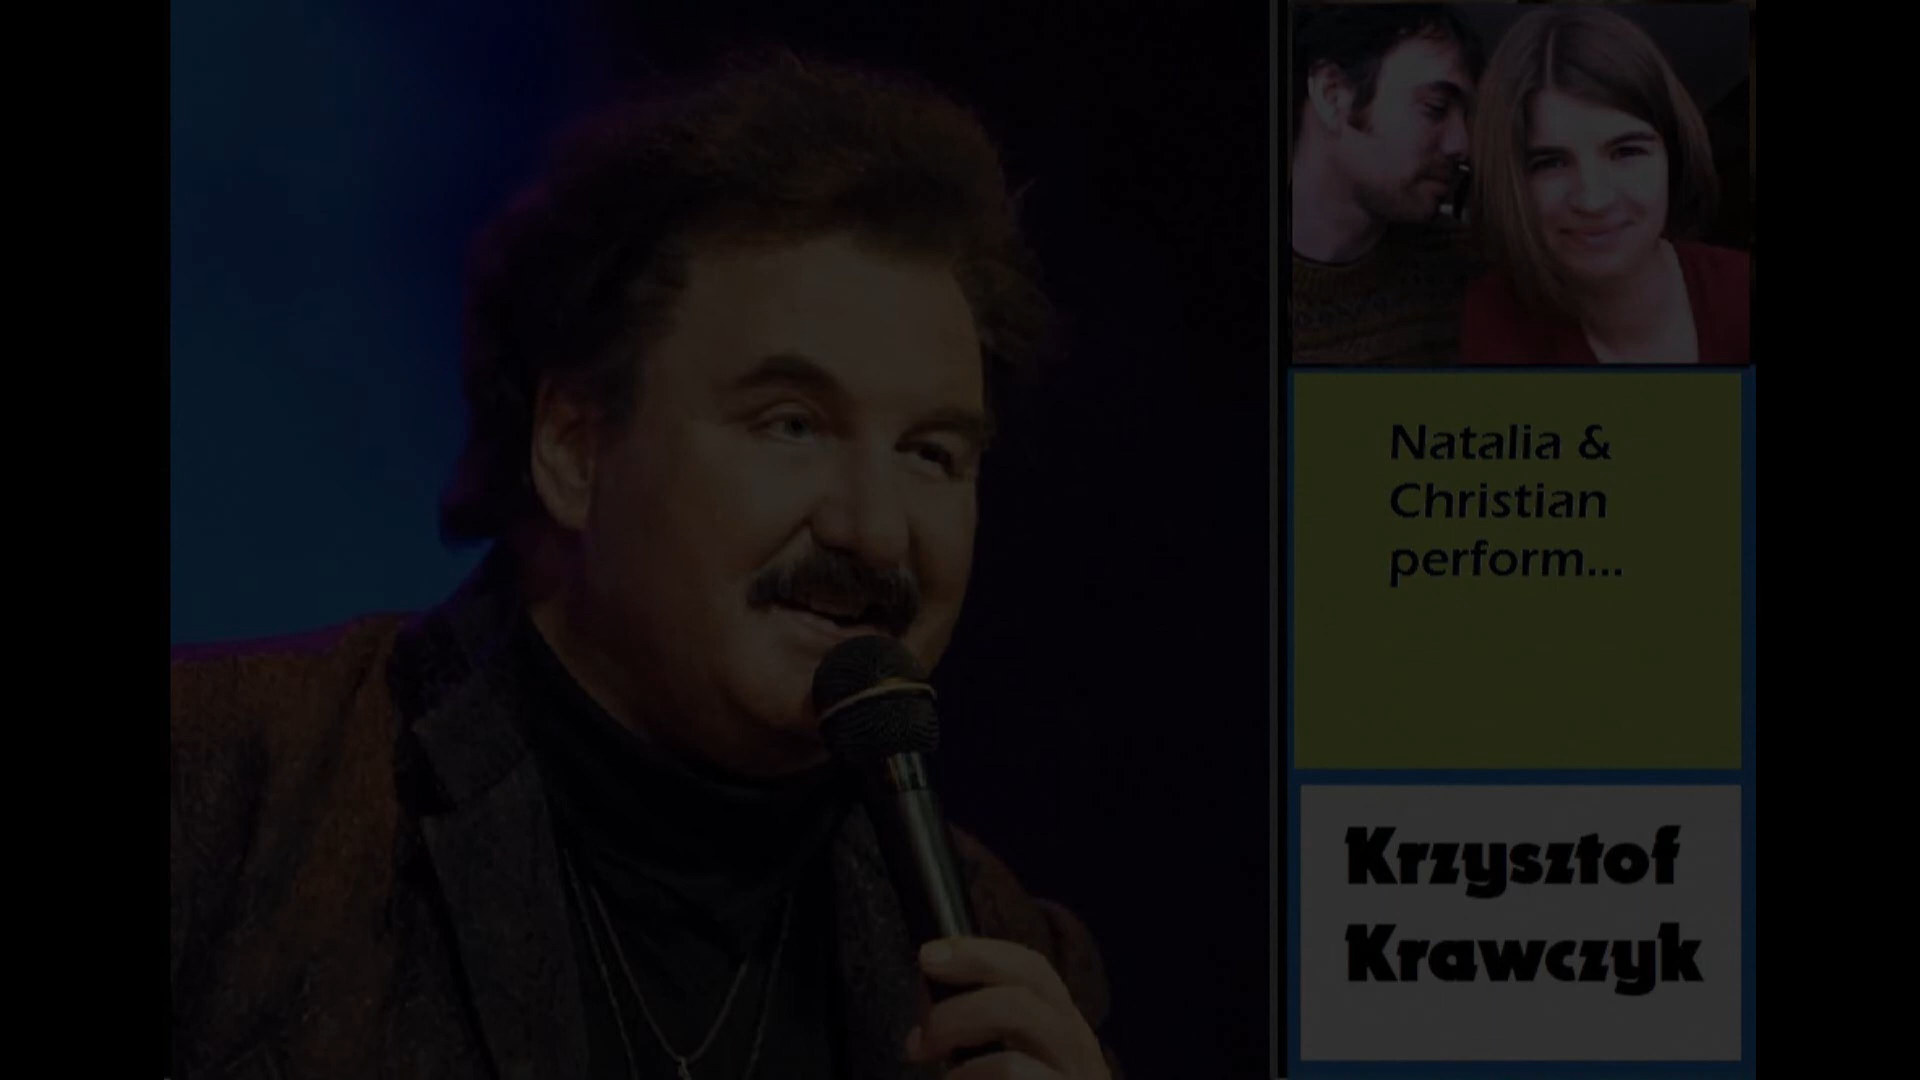 Natalia &
Christian
perform...
Krzysztof
Krawczyk